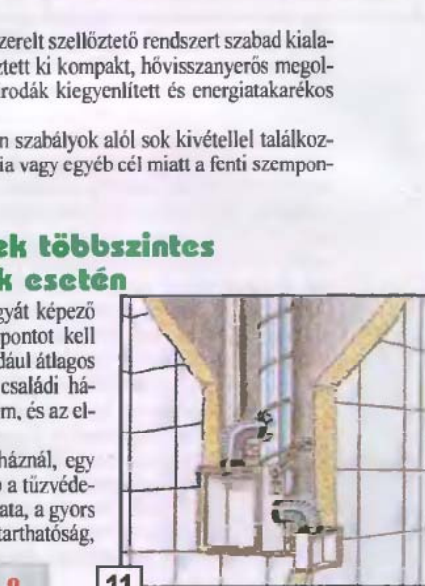 zerelt szellőztető rendszert szabad kiala-
ztett ki kompakt, hővisszanyerős megol-
rodák kiegyenlített és energiatakarékos
n szabályok alól sok kivétellel találkoz-
ia vagy egyéb cél miatt a fenti szempon-
ek többszintes
k esetén
gyát képező
pontot kell
dául átlagos
családi há-
m, és az el-
háznál, egy
a tűzvéde-
ata, a gyors
tarthatóság,
11